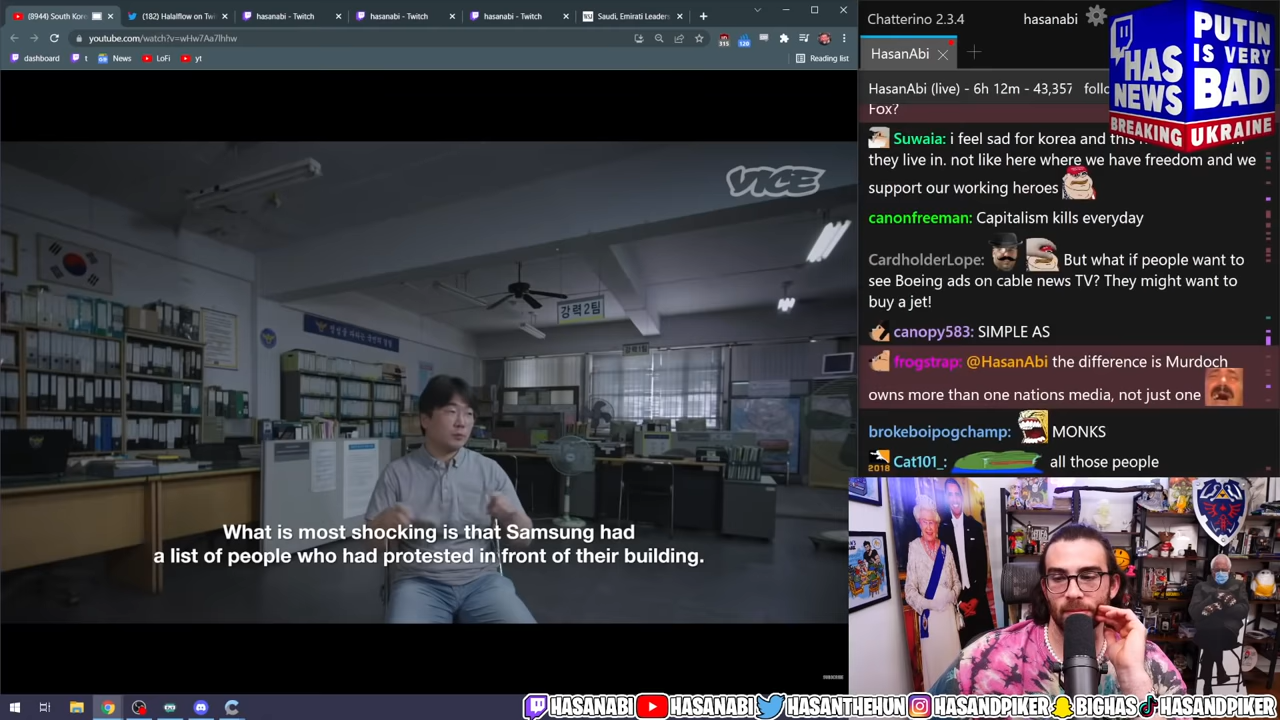 (8944) South Kore
(182) Halalflow on Tw
hasanabi - Twitch
hasanabi - Twitch
hasanabi - Twitch
Saudi, Emirati Leaders
youtube.com/watch?v=wHw7Aa7lhhw
315
128
dashboard
t
News
LoFi
yt
Reading list
VICE
강력2팀
What is most shocking is that Samsung had
a list of people who had protested in front of their building.
Chatterino 2.3.4
hasanabi
HasanAbi
HasanAbi (live) - 6h 12m - 43,357
Fox?
Suwaia: i feel sad for korea and this
they live in. not like here where we have freedom and we
support our working heroes
canonfreeman: Capitalism kills everyday
CardholderLope: But what if people want to
see Boeing ads on cable news TV? They might want to
buy a jet!
canopy583: SIMPLE AS
frogstrap: @HasanAbi the difference is Murdoch
owns more than one nations media, not just one
brokeboipogchamp: MONKS
2018 Cat101_: all those people
HAS
NEWS
PUTIN
IS VERY
BAD
BREAKING
UKRAINE
HASANABI
HASANABI
HASANTHEHUN
HASANDPIKER
BIGHAS
HASANDPIKER